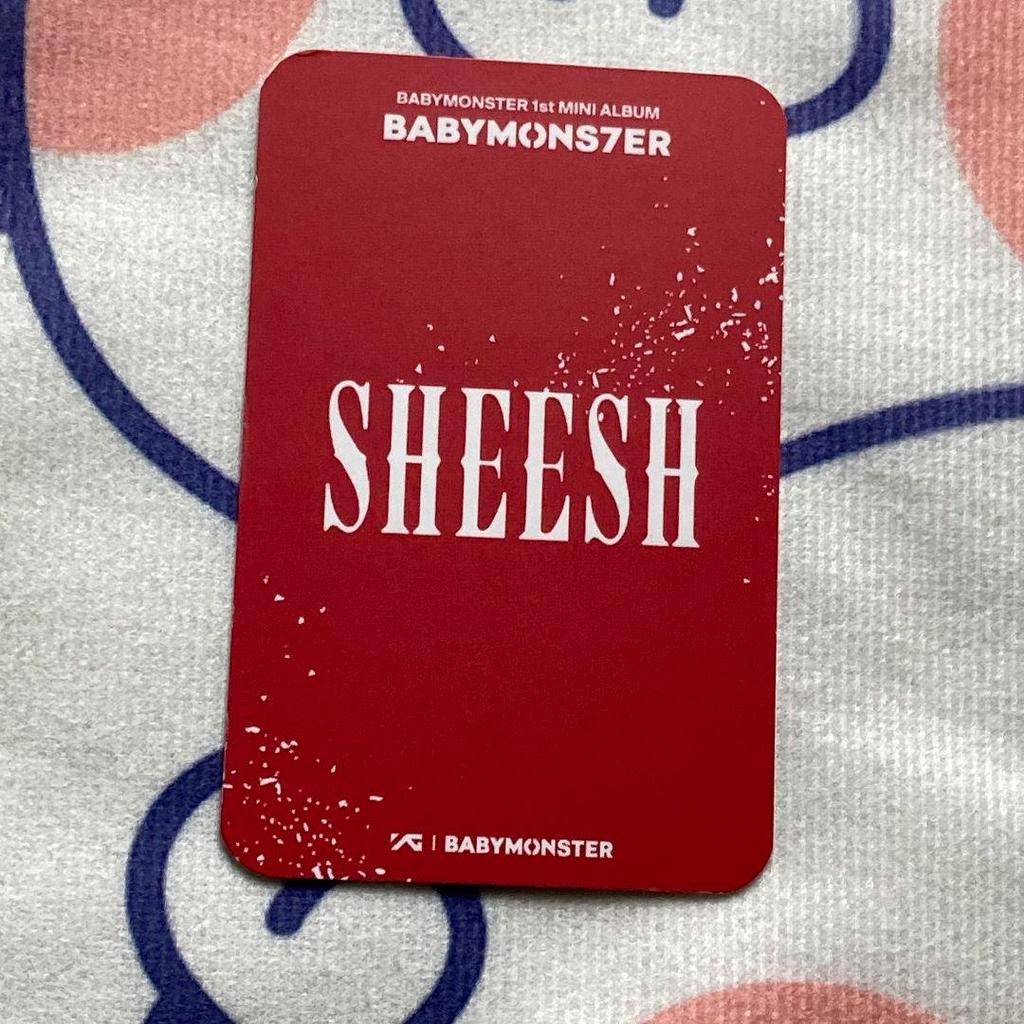 BABYMONSTER 1st MINI ALBUM
BABYMONS7ER
SHEESH
YG | BABYMONSTER